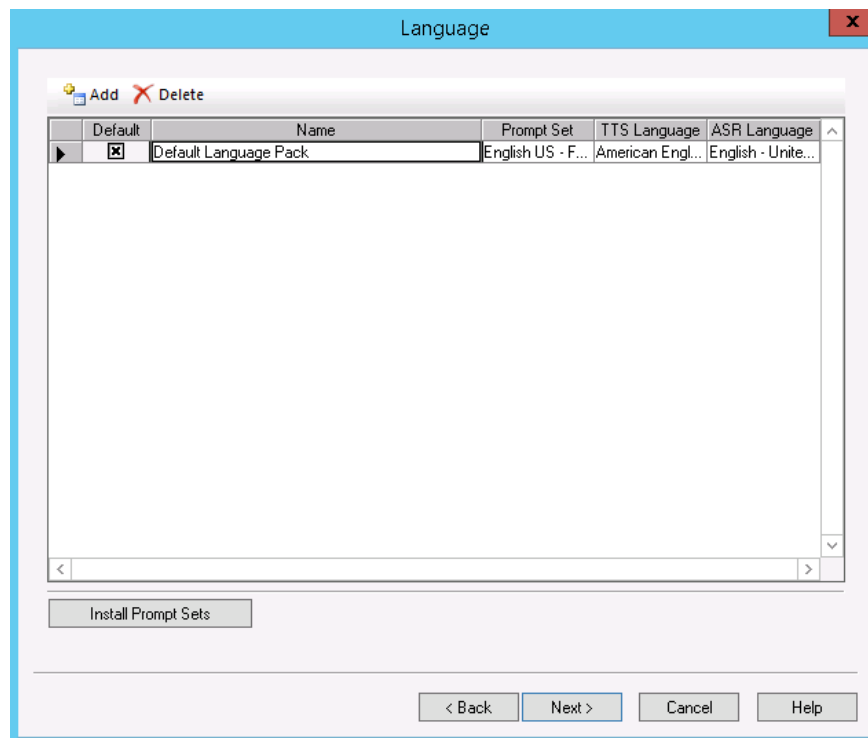 Language
x
Add Delete
Default Name Prompt Set TTS Language ASR Language
Default Language Pack English US - F... American Engl... English - Unite...
Install Prompt Sets
< Back Next > Cancel Help